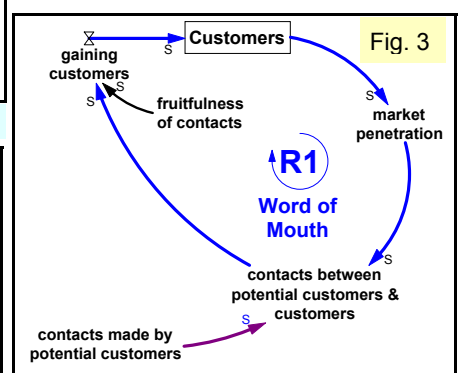 Fig. 3
Customers
S
gaining
customers
S
S
fruitfulness
of contacts
S
market
penetration
R1
Word of
Mouth
S
contacts between
potential customers &
customers
S
contacts made by
potential customers